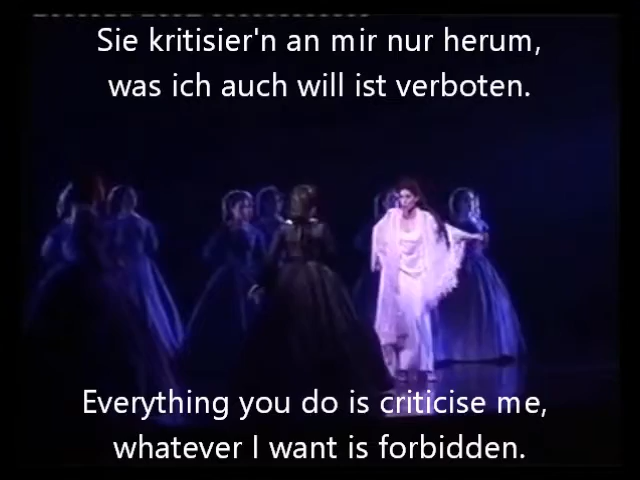 Sie kritisier'n an mir nur herum,
was ich auch will ist verboten.
Everything you do is criticise me,
whatever I want is forbidden.